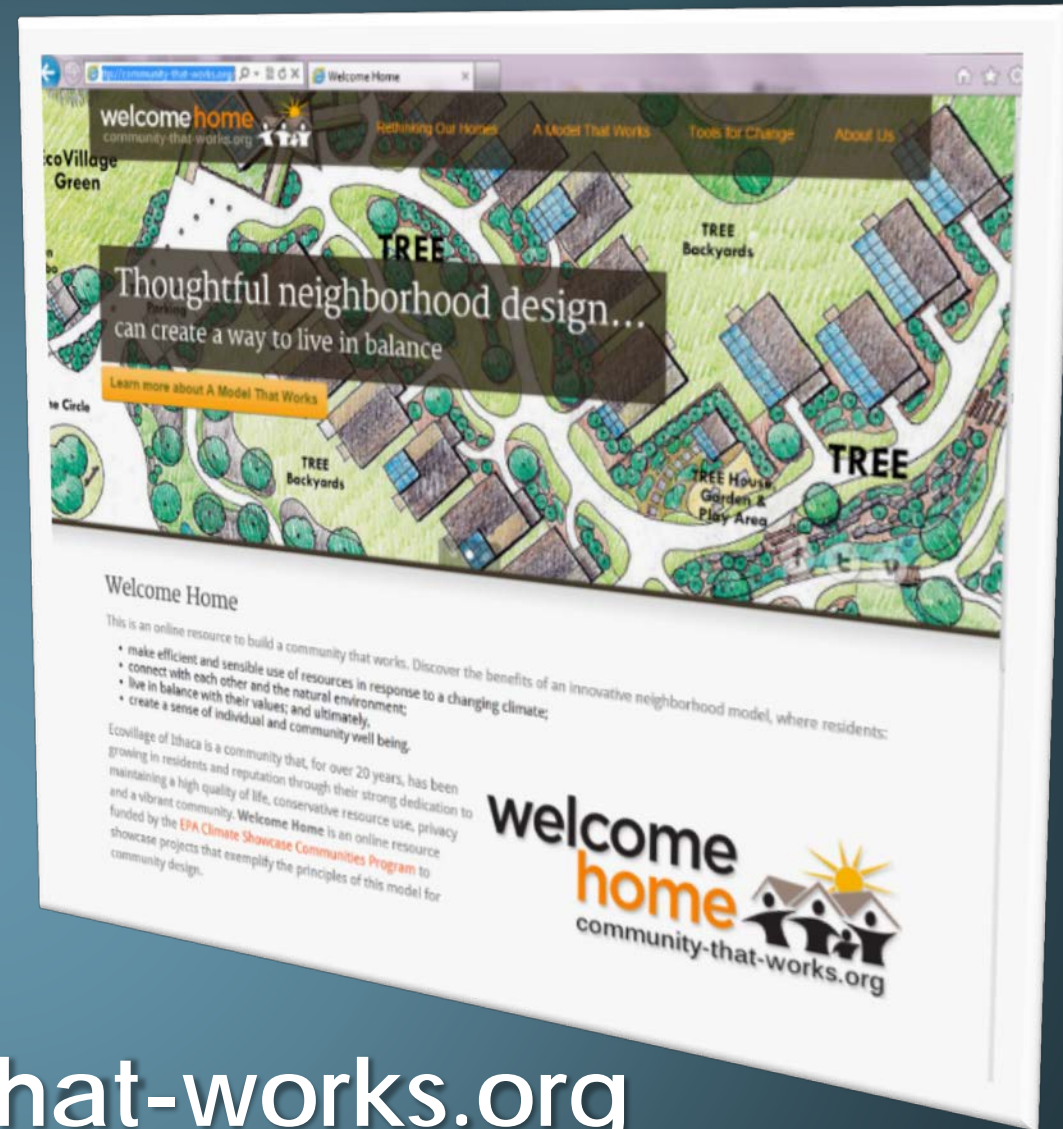 http://community-that-works.org/
Welcome Home
welcome home
community-that-works.org
Rethinking Our Homes
A Model That Works
Tools for Change
About Us
coVillage
Green
TREE
TREE
Backyards
Thoughtful neighborhood design...
can create a way to live in balance
Learn more about A Model That Works
he Circle
TREE
Backyards
TREE House
Garden &
Play Area
TREE
Welcome Home
This is an online resource to build a community that works. Discover the benefits of an innovative neighborhood model, where residents:
• make efficient and sensible use of resources in response to a changing climate;
• connect with each other and the natural environment;
• live in balance with their values; and ultimately,
• create a sense of individual and community well being.
Ecovillage of Ithaca is a community that, for over 20 years, has been
growing in residents and reputation through their strong dedication to
maintaining a high quality of life, conservative resource use, privacy
and a vibrant community. Welcome Home is an online resource
funded by the EPA Climate Showcase Communities Program to
showcase projects that exemplify the principles of this model for
community design.
welcome
home
community-that-works.org
hat-works.org